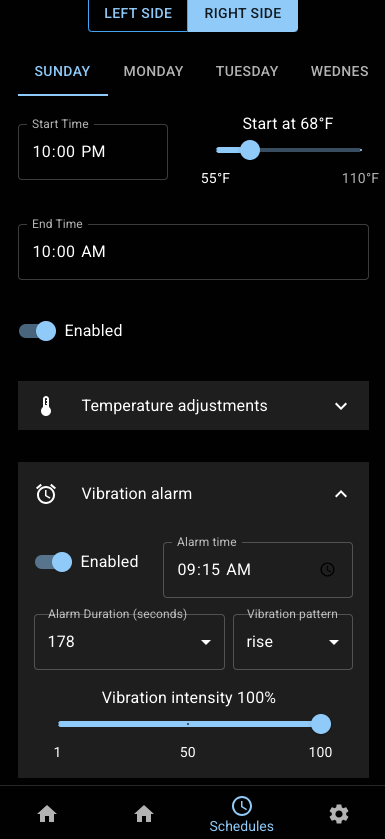 LEFT SIDE RIGHT SIDE
SUNDAY MONDAY TUESDAY WEDNES
Start Time
10:00 PM
Start at 68°F
55°F 110°F
End Time
10:00 AM
Enabled
Temperature adjustments
Vibration alarm
Enabled
Alarm time
09:15 AM
Alarm Duration (seconds)
178
Vibration pattern
rise
Vibration intensity 100%
1 50 100
Schedules